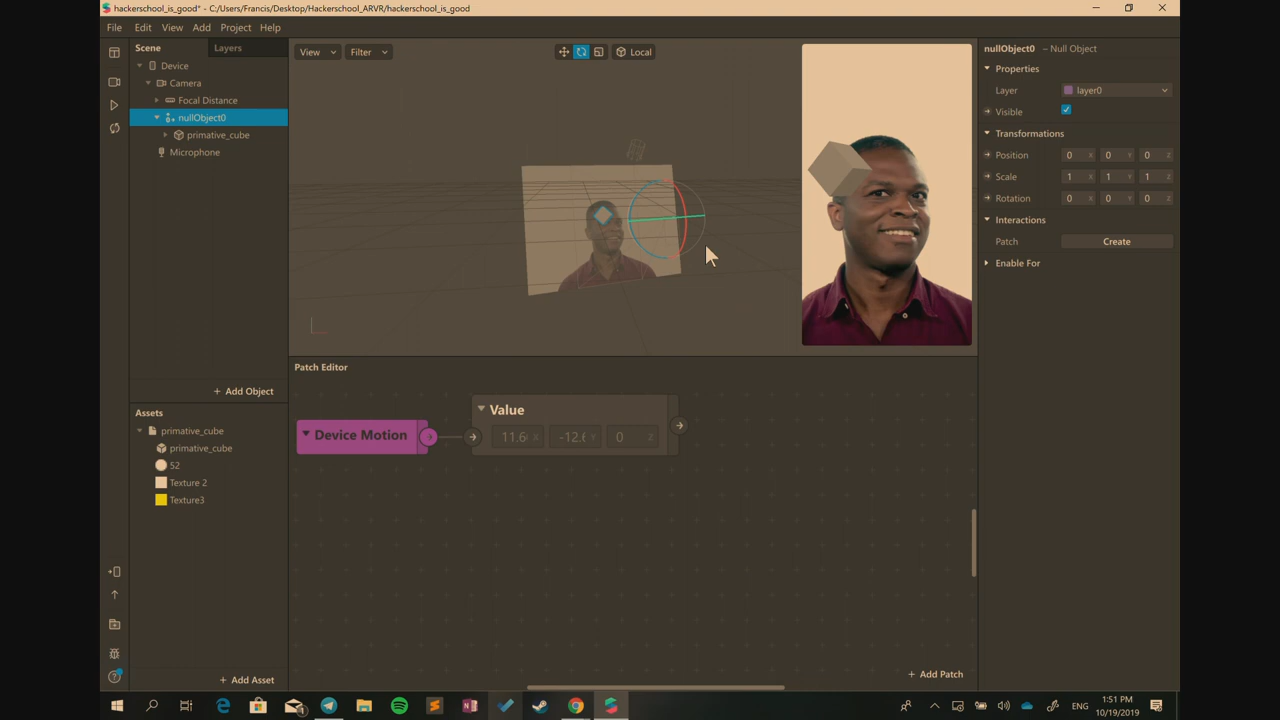 hackerschool_is_good* - C:/Users/Francis/Desktop/Hackerschool_ARVR/hackerschool_is_good
File Edit View Add Project Help
Scene Layers
Device
Camera
Focal Distance
nullObject0
primative_cube
Microphone
+ Add Object
Assets
primative_cube
primative_cube
52
Texture 2
Texture3
+ Add Asset
View Filter Local
Patch Editor
Device Motion
Value
11.6 X -12.6 Y 0 Z
+ Add Patch
nullObject0 – Null Object
Properties
Layer layer0
Visible
Transformations
Position 0 X 0 Y 0 Z
Scale 1 X 1 Y 1 Z
Rotation 0 X 0 Y 0 Z
Interactions
Patch Create
Enable For
ENG
1:51 PM
10/19/2019